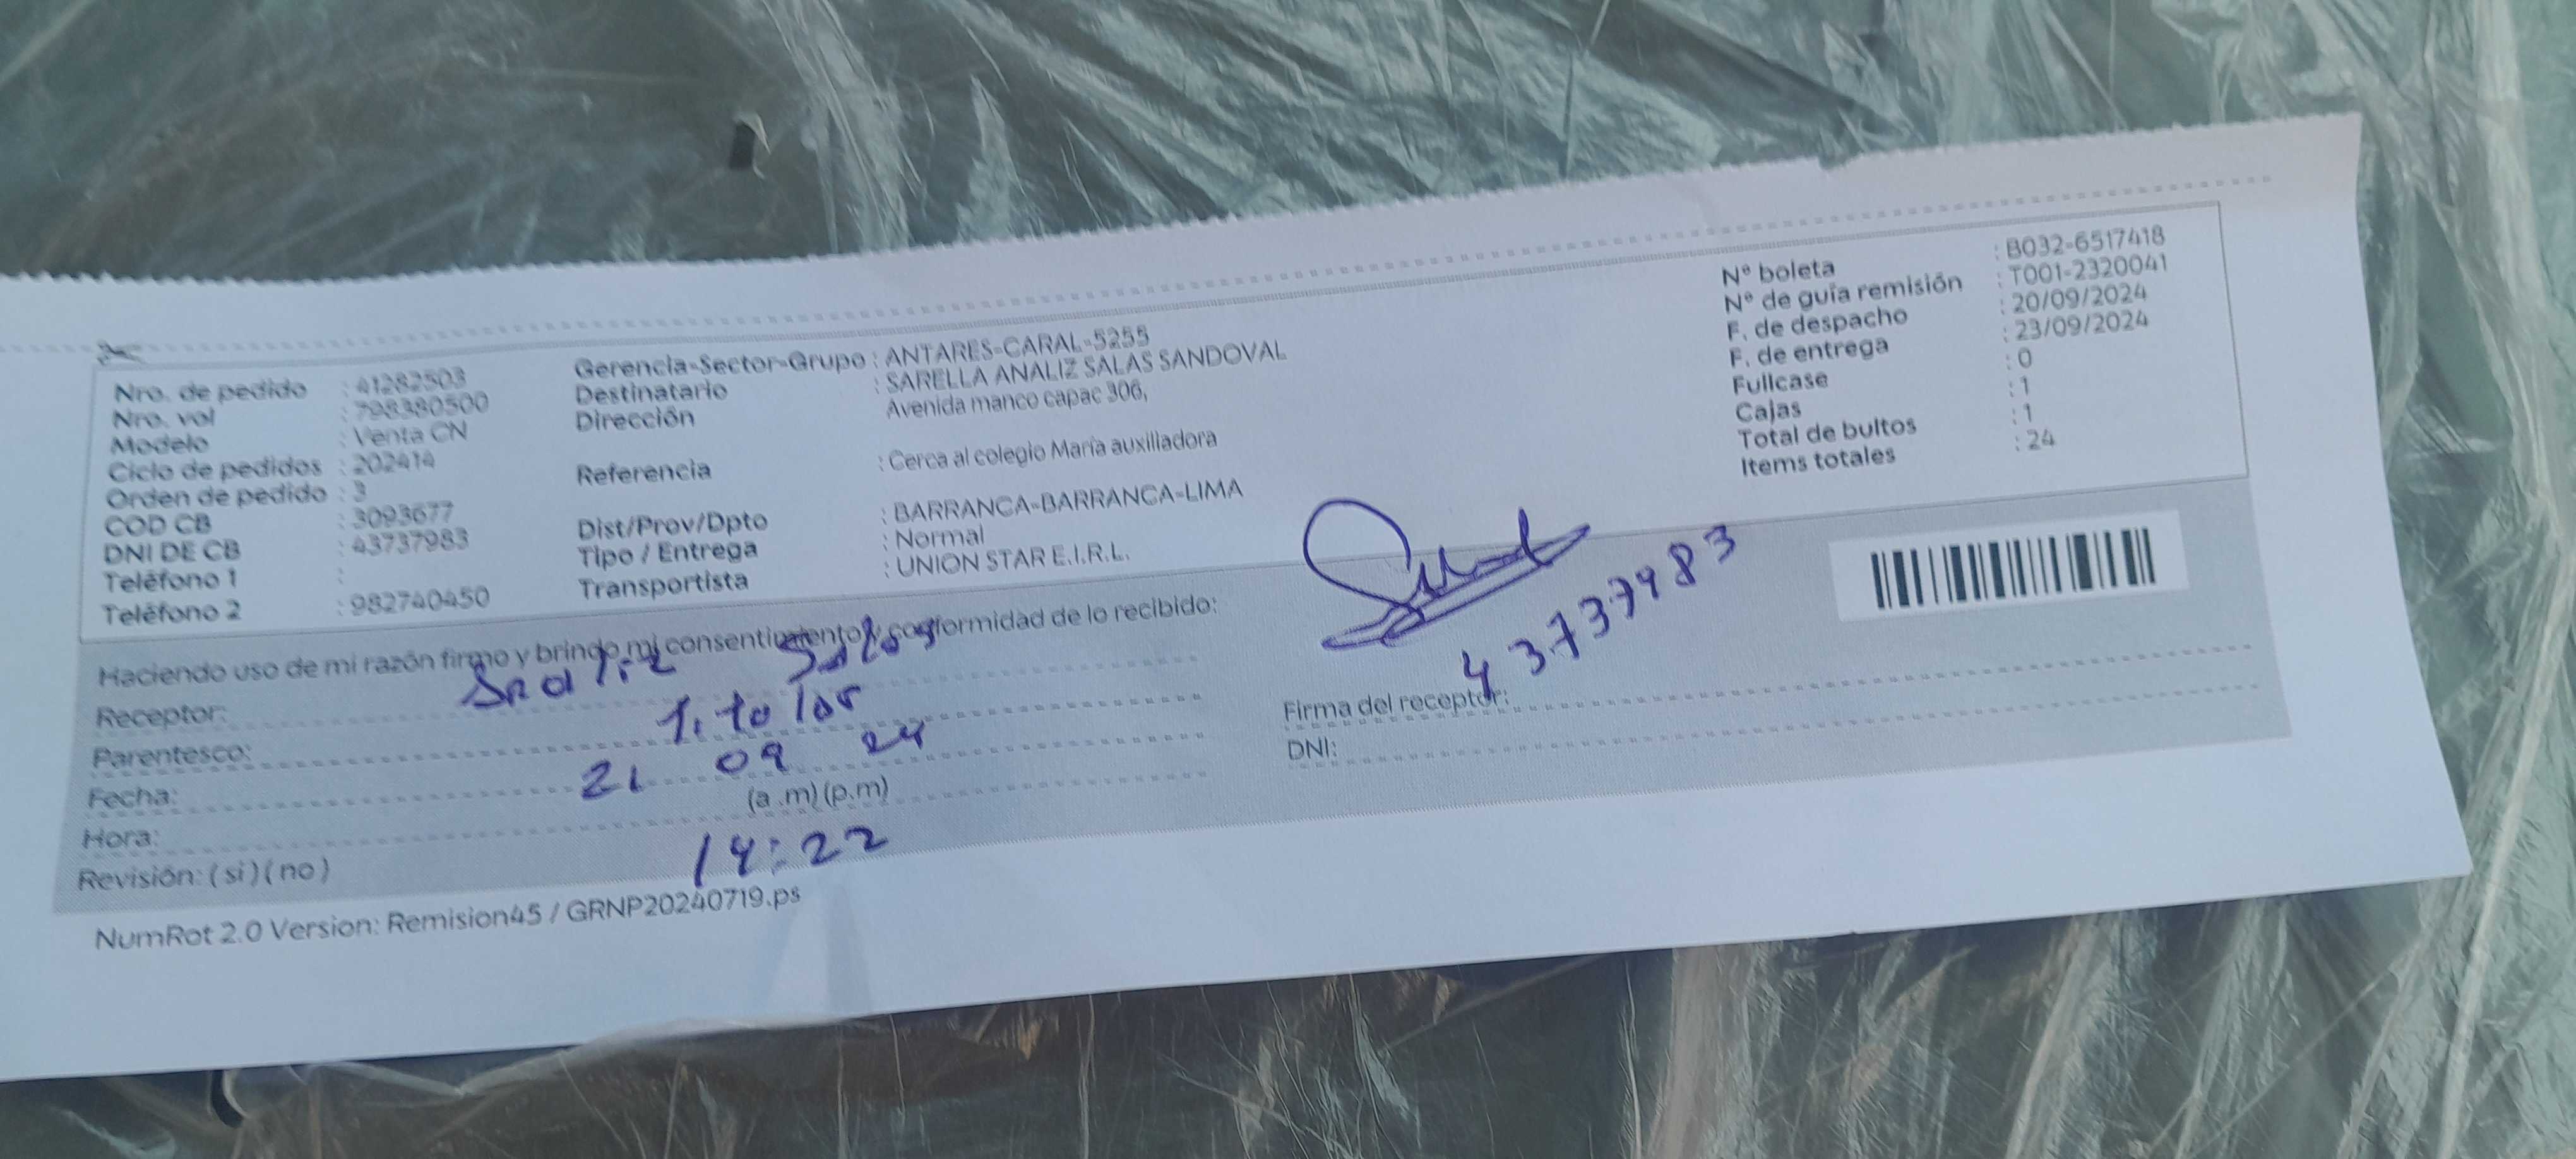 Nro. de pedido : 41282503
Nro. vol : 798380500
Modelo : Venta CN
Ciclo de pedidos : 202414
Orden de pedido : 3
COD CB : 3093677
DNI DE CB : 43737983
Teléfono 1 :
Teléfono 2 : 982740450
Gerencia-Sector-Grupo : ANTARES-CARAL-5255
Destinatario : SARELLA ANALIZ SALAS SANDOVAL
Dirección Avenida manco capac 306,
Referencia : Cerca al colegio María auxiliadora
Dist/Prov/Dpto : BARRANCA-BARRANCA-LIMA
Tipo / Entrega : Normal
Transportista : UNION STAR E.I.R.L.
N° boleta : B032-6517418
N° de guía remisión : T001-2320041
F. de despacho : 20/09/2024
F. de entrega : 23/09/2024
Fullcase : 0
Cajas : 1
Total de bultos : 1
Items totales : 24
Haciendo uso de mi razón firmo y brindo mi consentimiento y conformidad de lo recibido:
Receptor: Analiz Salas
Parentesco: Titular
Fecha: 21 09 24
Hora: (a .m) (p.m)
14:22
Revisión: ( si ) ( no )
43737983
Firma del receptor:
DNI:
NumRot 2.0 Version: Remision45 / GRNP20240719.ps